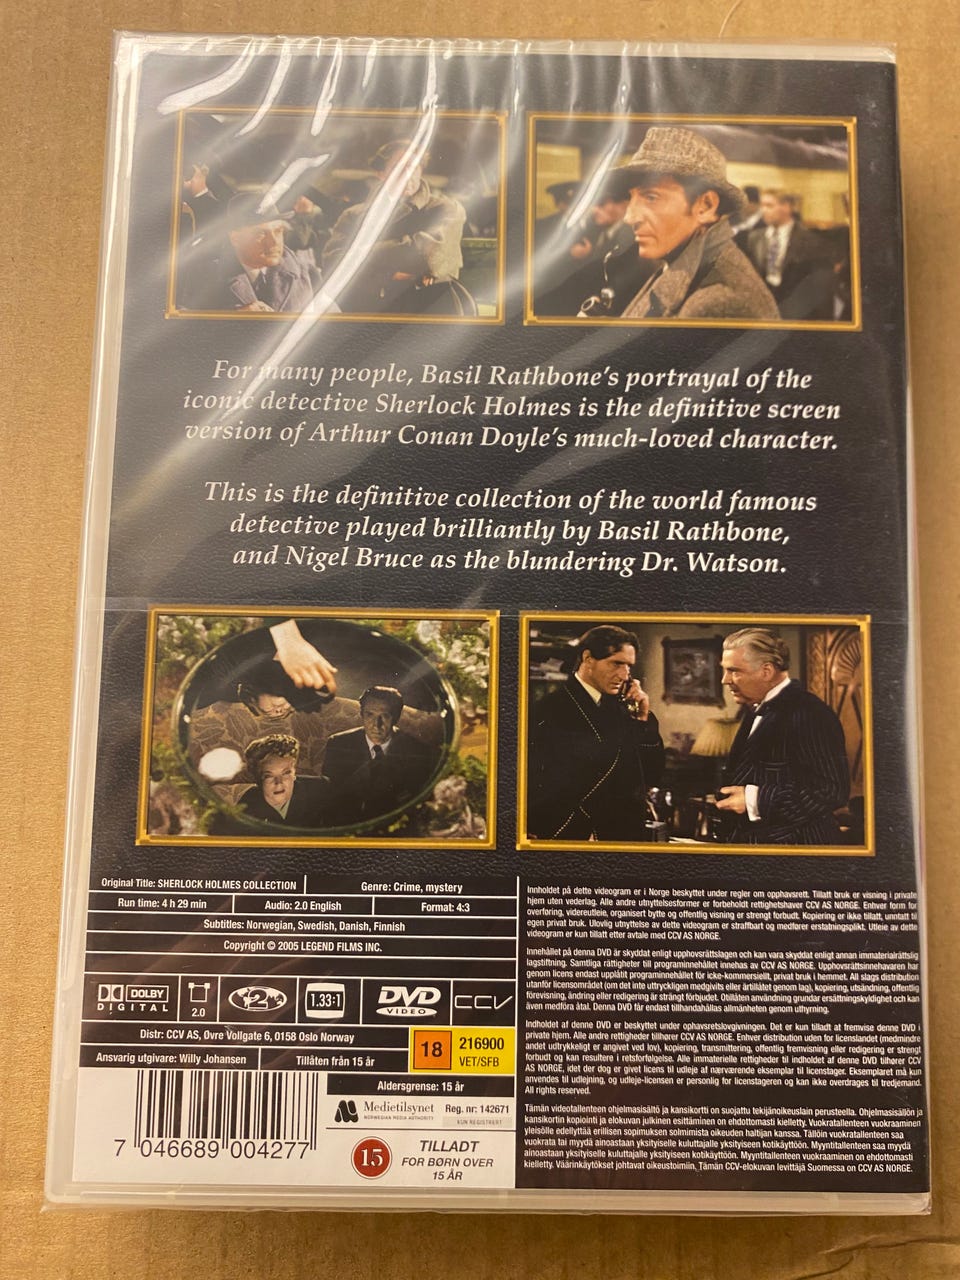 For many people, Basil Rathbone's portrayal of the
iconic detective Sherlock Holmes is the definitive screen
version of Arthur Conan Doyle's much-loved character.
This is the definitive collection of the world famous
detective played brilliantly by Basil Rathbone,
and Nigel Bruce as the blundering Dr. Watson.
Original Title: SHERLOCK HOLMES COLLECTION
Genre: Crime, mystery
Run time: 4 h 29 min
Audio: 2.0 English
Format: 4:3
Subtitles: Norwegian, Swedish, Danish, Finnish
Copyright © 2005 LEGEND FILMS INC.
DOLBY
DIGITAL
2.0
2
1.33:1
DVD
VIDEO
CCV
Distr: CCV AS, Øvre Vollgate 6, 0158 Oslo Norway
Ansvarig utgivare: Willy Johansen
Tillåten från 15 år
18
216900
VET/SFB
Aldersgrense: 15 år
Medietilsynet
NORWEGIAN MEDIA AUTHORITY
Reg. nr: 142671
KUN REGISTRERT
15
TILLADT
FOR BØRN OVER
15 ÅR
7 046689 004277
Innholdet på dette videogram er i Norge beskyttet under regler om opphavsrett. Tillatt bruk er visning i private
hjem uten vederlag. Alle andre utnyttelsesformer er forbeholdt rettighetshaver CCV AS NORGE. Enhver form for
overføring, videreutleie, organisert bytte og offentlig visning er strengt forbudt. Kopiering er ikke tillatt, unntatt til
egen privat bruk. Ulovlig utnyttelse av dette videogram er straffbart og medfører erstatningsplikt. Utleie av dette
videogram er kun tillatt etter avtale med CCV AS NORGE.
Innehållet på denna DVD är skyddat enligt upphovsrättslagen och kan vara skyddat enligt annan immaterialrättslig
lagstiftning. Samtliga rättigheter till programinnehållet innehas av CCV AS NORGE. Upphovsrättsinnehavaren har
genom licens endast upplåtit programinnehållet för icke-kommersiellt, privat bruk i hemmet. All slags distribution
utanför licensområdet (om det inte uttryckligen medgivits eller ärtillåtet genom lag), kopiering, utsändning, offentlig
förevisning, ändring eller redigering är strängt förbjudet. Otillåten användning grundar ersättningskyldighet och kan
även medföra åtal. Denna DVD får endast tillhandahållas allmänheten genom uthyrning.
Indholdet af denne DVD er beskyttet under ophavsretslovgivningen. Det er kun tilladt at fremvise denne DVD i
private hjem. Alle andre rettigheder tilhører CCV AS NORGE. Enhver distribution uden for licenslandet (medmindre
andet udtrykkeligt er angivet ved lov), kopiering, transmittering, offentlig fremvisning eller redigering er strengt
forbudt og kan resultere i retsforfølgelse. Alle immaterielle rettigheder til indholdet af denne DVD tilhører CCV
AS NORGE, idet der dog er givet licens til udleje af nærværende eksemplar til licenstager. Eksemplaret må kun
anvendes til udlejning, og udleje-licensen er personlig for licenstageren og kan ikke overdrages til tredjemand.
All rights reserved.
Tämän videotallenteen ohjelmasisältö ja kansikortti on suojattu tekijänoikeuslain perusteella. Ohjelmasisällön ja
kansikortin kopiointi ja elokuvan julkinen esittäminen on ehdottomasti kielletty. Vuokratallenteen vuokraaminen
yleisölle edellyttää erillisen sopimuksen solmimista oikeuden haltijan kanssa. Tällöin vuokratallenteen saa
vuokrata tai myydä ainoastaan yksityiselle kuluttajalle yksityiseen kotikäyttöön. Myyntitallenteen saa myydä
ainoastaan yksityiselle kuluttajalle yksityiseen kotikäyttöön. Myyntitallenteen vuokraaminen on ehdottomasti
kielletty. Väärinkäytökset johtavat oikeustoimiin. Tämän CCV-elokuvan levittäjä Suomessa on CCV AS NORGE.